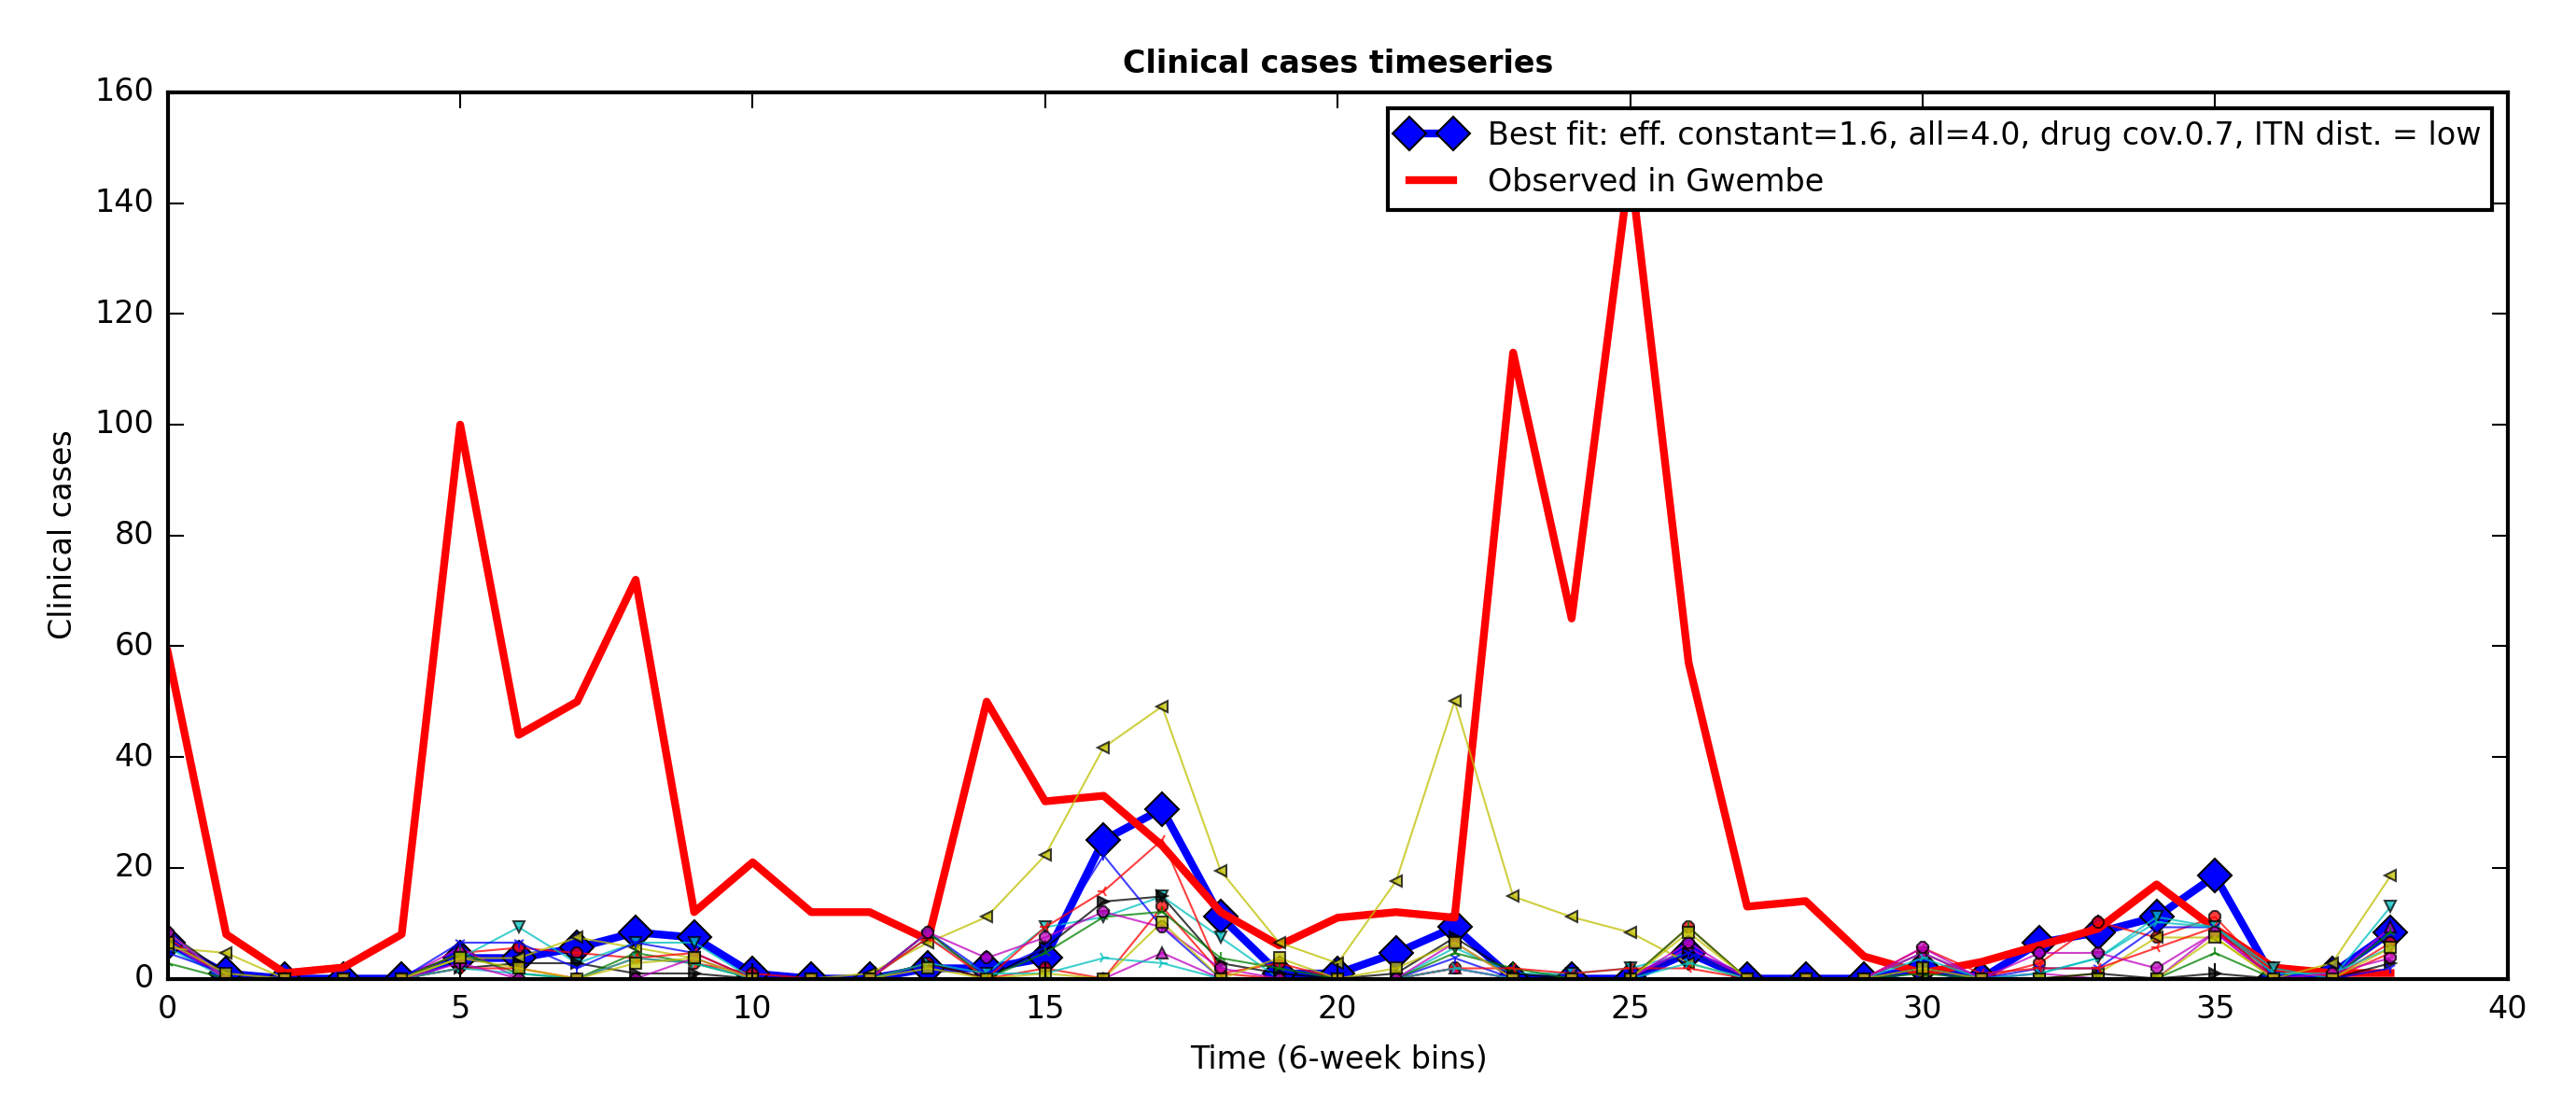 Clinical cases timeseries
160
140
120
100
80
60
40
20
0
Clinical cases
Best fit: eff. constant=1.6, all=4.0, drug cov.0.7, ITN dist. = low
Observed in Gwembe
0 5 10 15 20 25 30 35 40
Time (6-week bins)